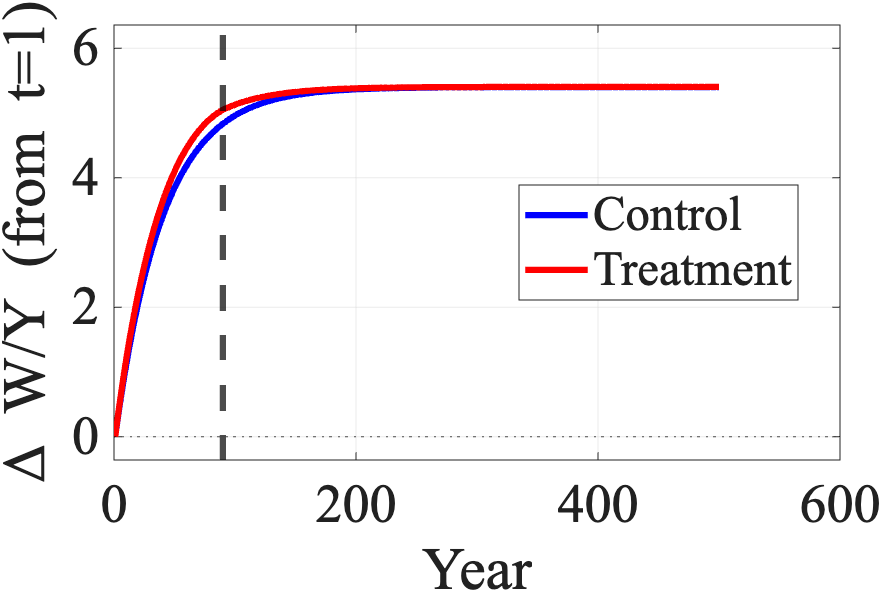 Δ W/Y (from t=1)
6
4
2
0
Control
Treatment
0 200 400 600
Year